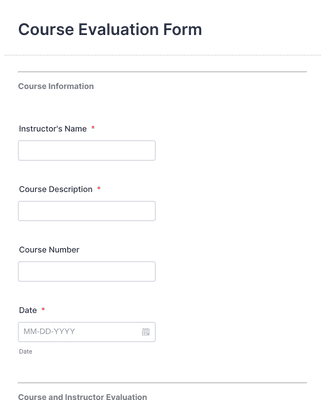 Course Evaluation Form
Course Information
Instructor's Name *
Course Description *
Course Number
Date *
MM-DD-YYYY
Date
Course and Instructor Evaluation